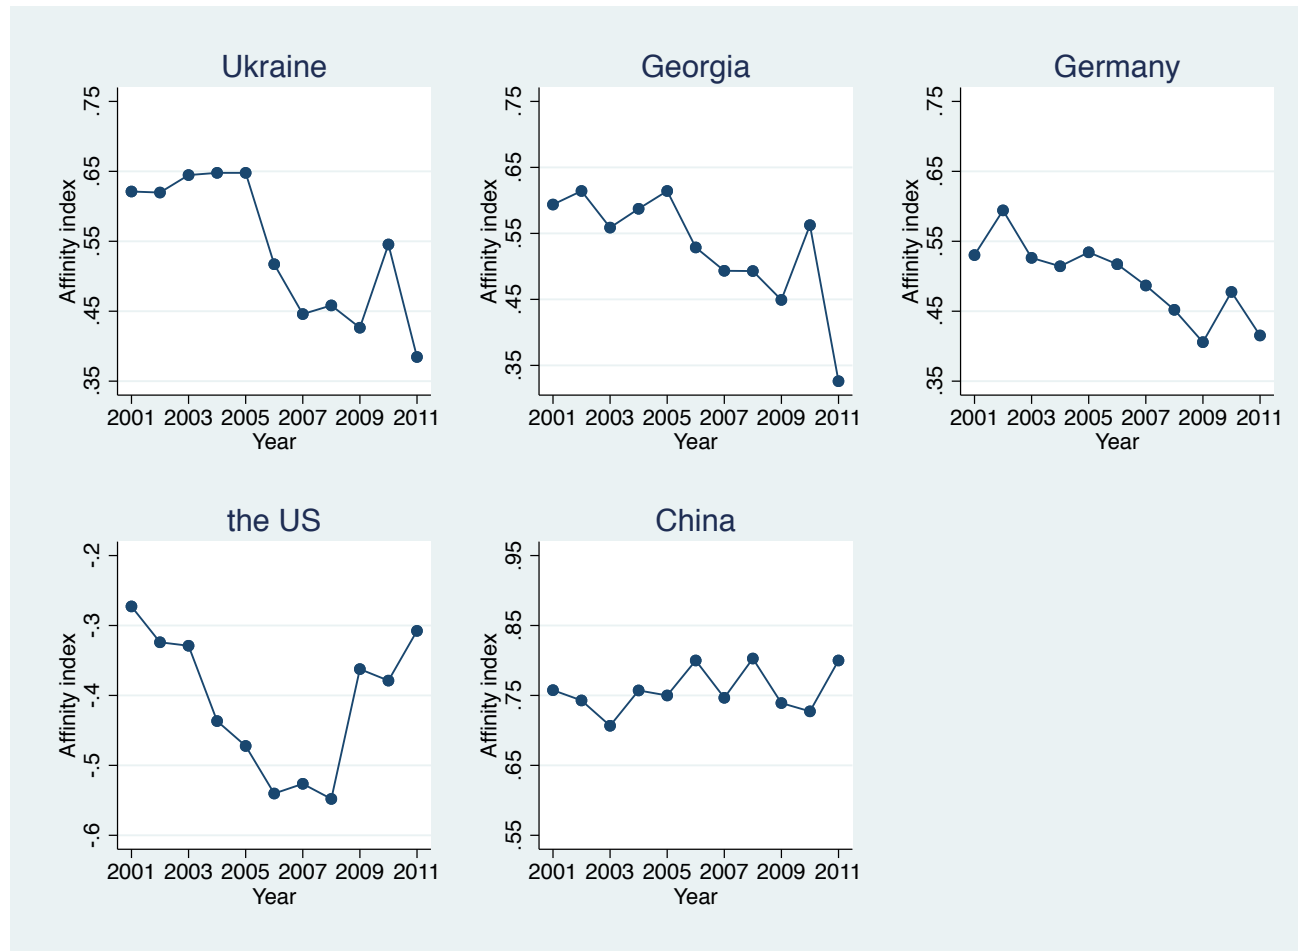 Ukraine
Affinity index
.75
.65
.55
.45
.35
2001 2003 2005 2007 2009 2011
Year
Georgia
Affinity index
.75
.65
.55
.45
.35
2001 2003 2005 2007 2009 2011
Year
Germany
Affinity index
.75
.65
.55
.45
.35
2001 2003 2005 2007 2009 2011
Year
the US
Affinity index
-.2
-.3
-.4
-.5
-.6
2001 2003 2005 2007 2009 2011
Year
China
Affinity index
.95
.85
.75
.65
.55
2001 2003 2005 2007 2009 2011
Year